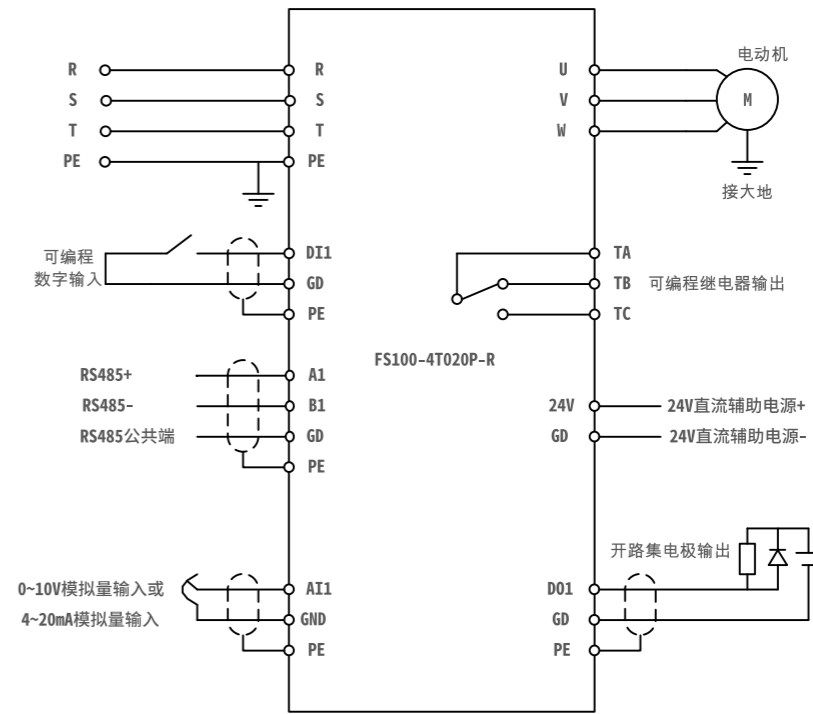 电动机
R R U
S S V M
T T W
PE PE
接大地
可编程
数字输入
DI1 TA
GD TB 可编程继电器输出
PE TC
FS100-4T020P-R
RS485+ A1
RS485- B1 24V 24V直流辅助电源+
RS485公共端 GD GD 24V直流辅助电源-
PE
开路集电极输出
0~10V模拟量输入或 AI1 DO1
4~20mA模拟量输入 GND GD
PE PE